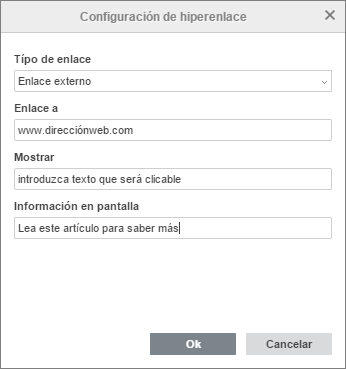 Configuración de hiperenlace
Típo de enlace
Enlace externo
Enlace a
www.direcciónweb.com
Mostrar
introduzca texto que será clicable
Información en pantalla
Lea este artículo para saber más
Ok
Cancelar